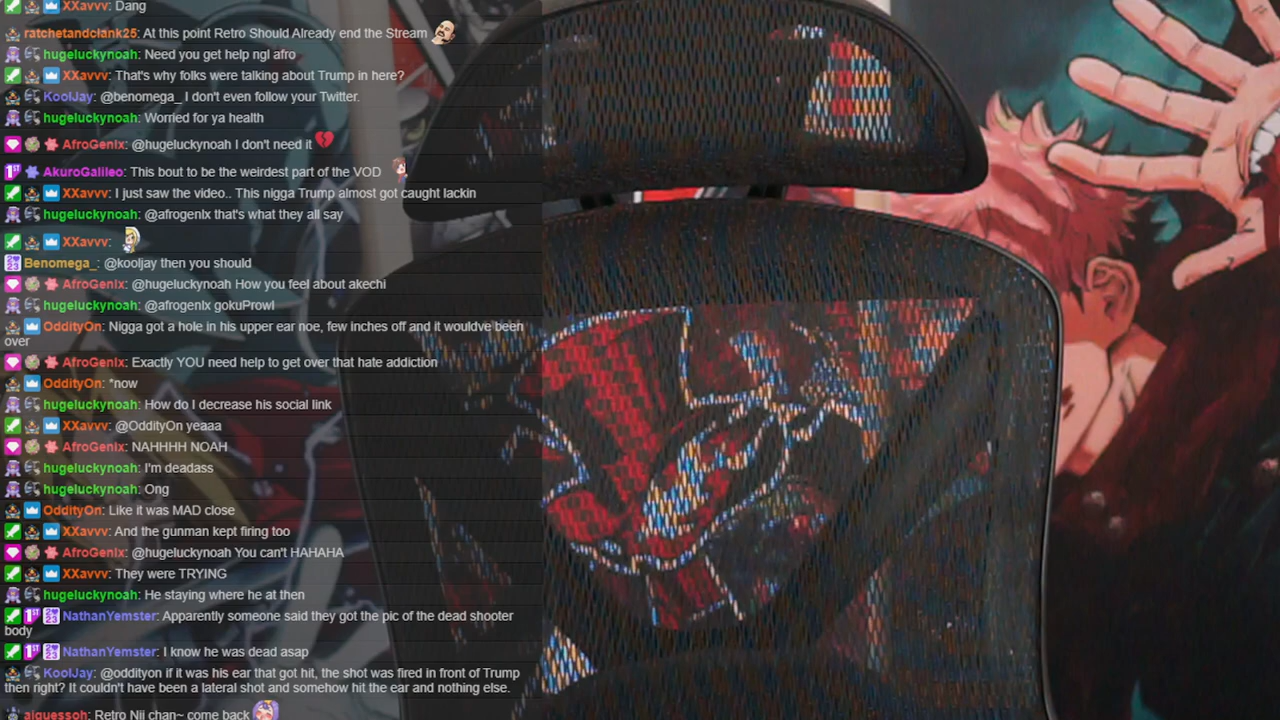 XXavvv: Dang
ratchetandclank25: At this point Retro Should Already end the Stream
hugeluckynoah: Need you get help ngl afro
XXavvv: That's why folks were talking about Trump in here?
KoolJay: @benomega_ I don't even follow your Twitter.
hugeluckynoah: Worried for ya health
AfroGenIx: @hugeluckynoah I don't need it
AkuroGalileo: This bout to be the weirdest part of the VOD
XXavvv: I just saw the video.. This nigga Trump almost got caught lackin
hugeluckynoah: @afrogenIx that's what they all say
XXavvv:
Benomega_: @kooljay then you should
AfroGenIx: @hugeluckynoah How you feel about akechi
hugeluckynoah: @afrogenIx gokuProwl
OddityOn: Nigga got a hole in his upper ear noe, few inches off and it wouldve been
over
AfroGenIx: Exactly YOU need help to get over that hate addiction
OddityOn: *now
hugeluckynoah: How do I decrease his social link
XXavvv: @OddityOn yeaaa
AfroGenIx: NAHHHH NOAH
hugeluckynoah: I'm deadass
hugeluckynoah: Ong
OddityOn: Like it was MAD close
XXavvv: And the gunman kept firing too
AfroGenIx: @hugeluckynoah You can't HAHAHA
XXavvv: They were TRYING
hugeluckynoah: He staying where he at then
NathanYemster: Apparently someone said they got the pic of the dead shooter
body
NathanYemster: I know he was dead asap
KoolJay: @oddityon if it was his ear that got hit, the shot was fired in front of Trump
then right? It couldn't have been a lateral shot and somehow hit the ear and nothing else.
aiguessoh: Retro Nii chan~ come back